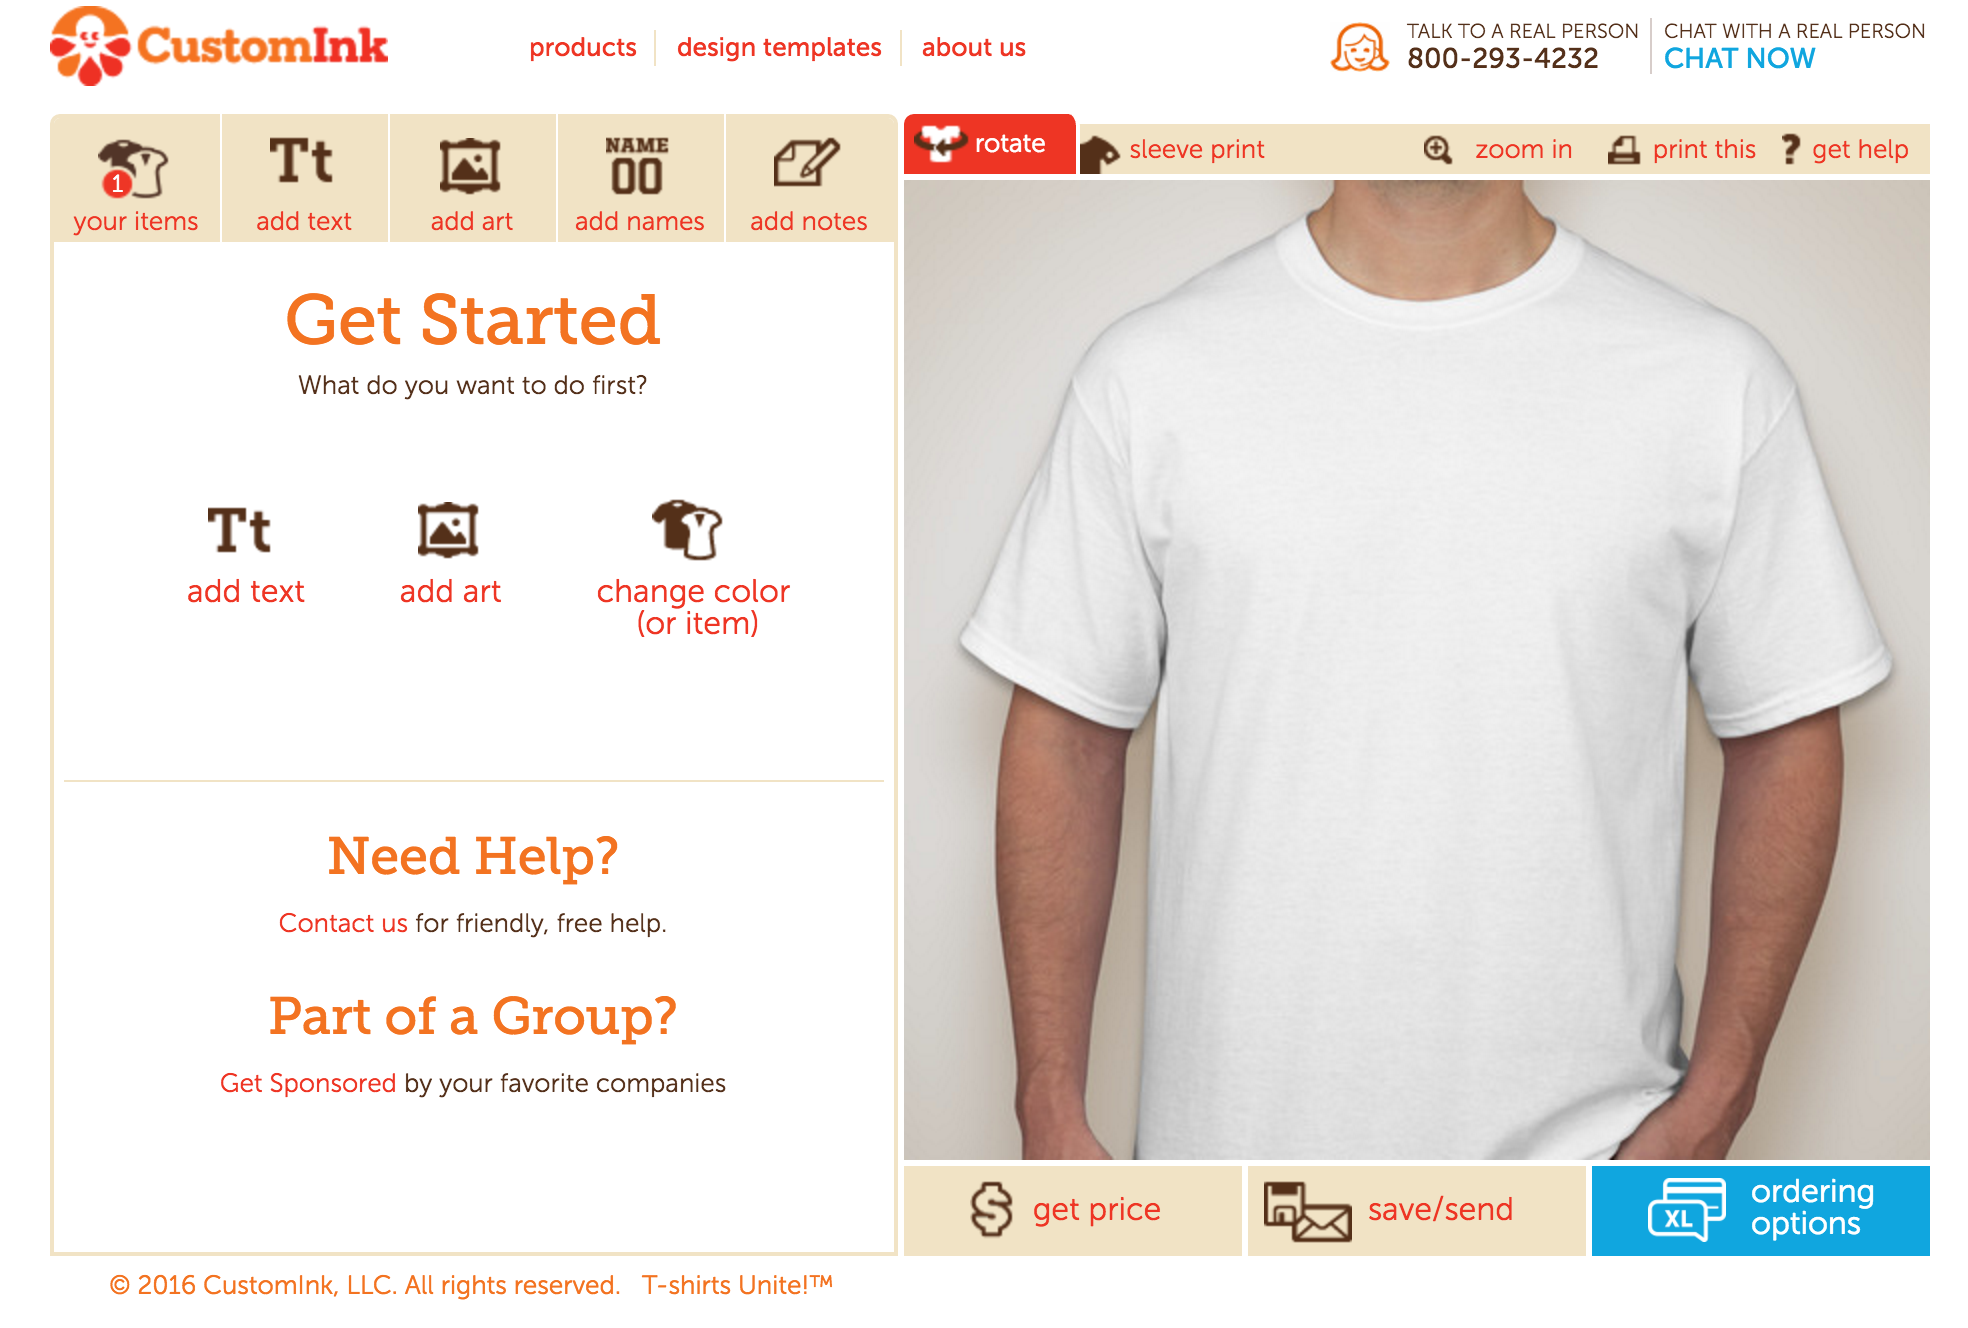 CustomInk
products
design templates
about us
TALK TO A REAL PERSON
800-293-4232
CHAT WITH A REAL PERSON
CHAT NOW
1
your items
Tt
add text
add art
NAME
00
add names
add notes
rotate
sleeve print
zoom in
print this
? get help
Get Started
What do you want to do first?
Tt
add text
add art
change color
(or item)
Need Help?
Contact us for friendly, free help.
Part of a Group?
Get Sponsored by your favorite companies
$ get price
save/send
XL
ordering
options
© 2016 CustomInk, LLC. All rights reserved. T-shirts Unite!™